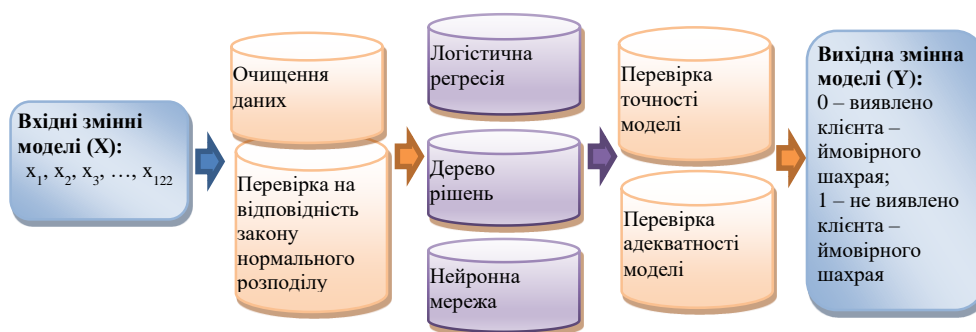 Вхідні змінні
моделі (X):
x1, x2, x3, …, x122
Очищення
даних
Перевірка на
відповідність
закону
нормального
розподілу
Логістична
регресія
Дерево
рішень
Нейронна
мережа
Перевірка
точності
моделі
Перевірка
адекватності
моделі
Вихідна змінна
моделі (Y):
0 – виявлено
клієнта –
ймовірного
шахрая;
1 – не виявлено
клієнта –
ймовірного
шахрая